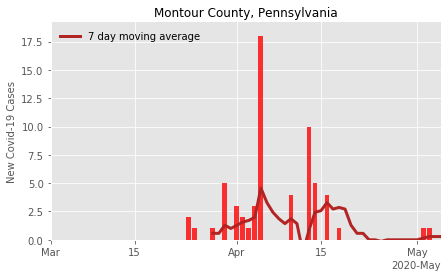 Montour County, Pennsylvania
7 day moving average
New Covid-19 Cases
17.5
15.0
12.5
10.0
7.5
5.0
2.5
0.0
Mar
15
Apr
15
May
2020-May